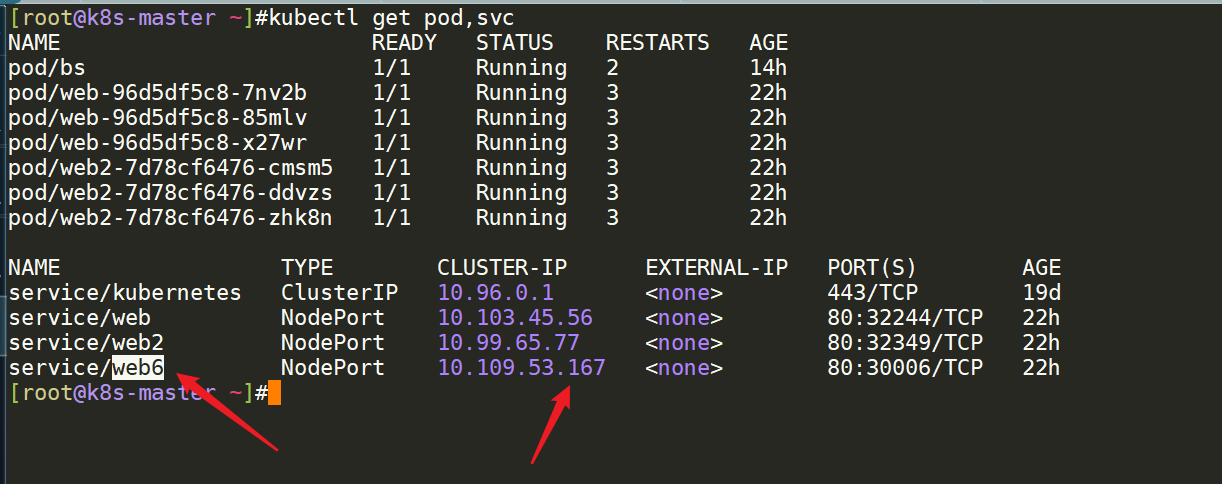 [root@k8s-master ~]#kubectl get pod,svc
NAME                        READY   STATUS    RESTARTS   AGE
pod/bs                      1/1     Running   2          14h
pod/web-96d5df5c8-7nv2b     1/1     Running   3          22h
pod/web-96d5df5c8-85mlv     1/1     Running   3          22h
pod/web-96d5df5c8-x27wr     1/1     Running   3          22h
pod/web2-7d78cf6476-cmsm5   1/1     Running   3          22h
pod/web2-7d78cf6476-ddvzs   1/1     Running   3          22h
pod/web2-7d78cf6476-zhk8n   1/1     Running   3          22h
NAME                 TYPE        CLUSTER-IP      EXTERNAL-IP   PORT(S)        AGE
service/kubernetes   ClusterIP   10.96.0.1       <none>        443/TCP        19d
service/web          NodePort    10.103.45.56    <none>        80:32244/TCP   22h
service/web2         NodePort    10.99.65.77     <none>        80:32349/TCP   22h
service/web6         NodePort    10.109.53.167   <none>        80:30006/TCP   22h
[root@k8s-master ~]#